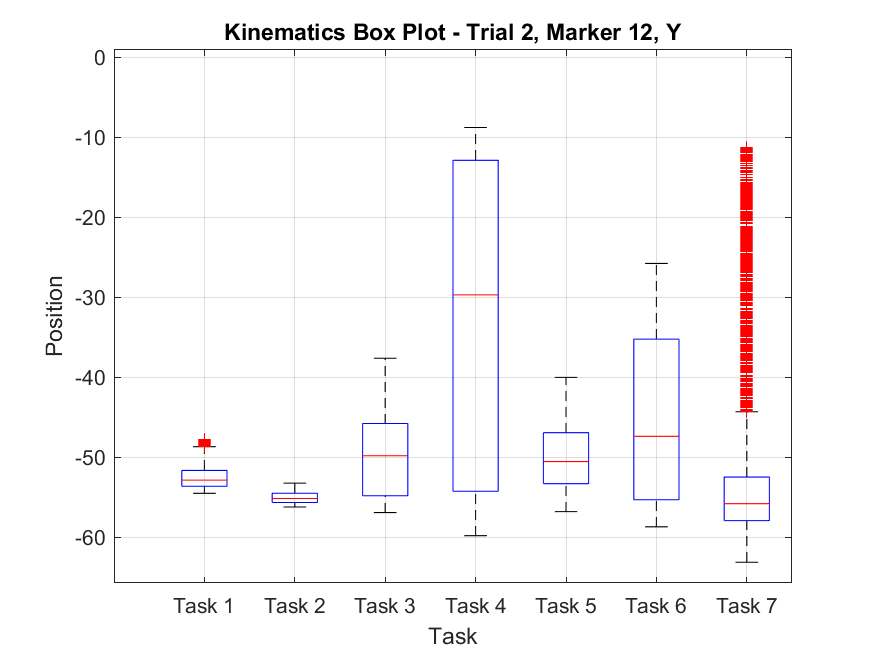 Kinematics Box Plot - Trial 2, Marker 12, Y
0
-10
-20
-30
-40
-50
-60
Position
Task 1 Task 2 Task 3 Task 4 Task 5 Task 6 Task 7
Task